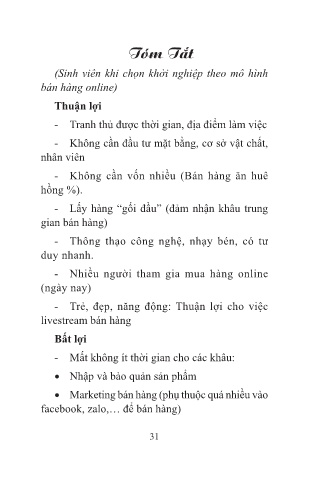 Tóm Tắt
(Sinh viên khi chọn khởi nghiệp theo mô hình
bán hàng online)
Thuận lợi
- Tranh thủ được thời gian, địa điểm làm việc
- Không cần đầu tư mặt bằng, cơ sở vật chất,
nhân viên
- Không cần vốn nhiều (Bán hàng ăn huê
hồng %).
- Lấy hàng “gối đầu” (đảm nhận khâu trung
gian bán hàng)
- Thông thạo công nghệ, nhạy bén, có tư
duy nhanh.
- Nhiều người tham gia mua hàng online
(ngày nay)
- Trẻ, đẹp, năng động: Thuận lợi cho việc
livestream bán hàng
Bất lợi
- Mất không ít thời gian cho các khâu:
• Nhập và bảo quản sản phẩm
• Marketing bán hàng (phụ thuộc quá nhiều vào
facebook, zalo,… để bán hàng)
31